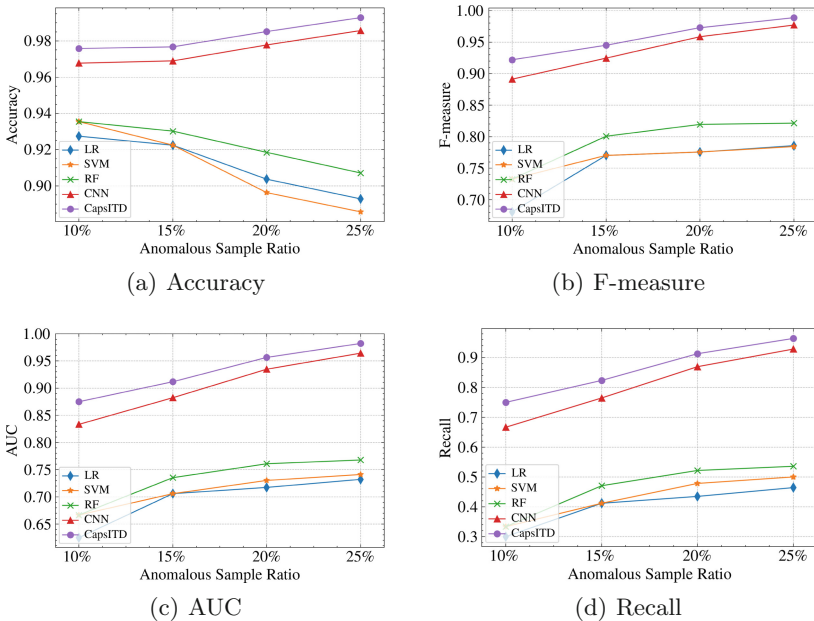 0.98
0.96
0.94
0.92
0.90
Accuracy
LR
SVM
RF
CNN
CapsITD
10% 15% 20% 25%
Anomalous Sample Ratio
(a) Accuracy
1.00
0.95
0.90
0.85
0.80
0.75
0.70
F-measure
LR
SVM
RF
CNN
CapsITD
10% 15% 20% 25%
Anomalous Sample Ratio
(b) F-measure
1.00
0.95
0.90
0.85
0.80
0.75
0.70
0.65
AUC
LR
SVM
RF
CNN
CapsITD
10% 15% 20% 25%
Anomalous Sample Ratio
(c) AUC
0.9
0.8
0.7
0.6
0.5
0.4
0.3
Recall
LR
SVM
RF
CNN
CapsITD
10% 15% 20% 25%
Anomalous Sample Ratio
(d) Recall